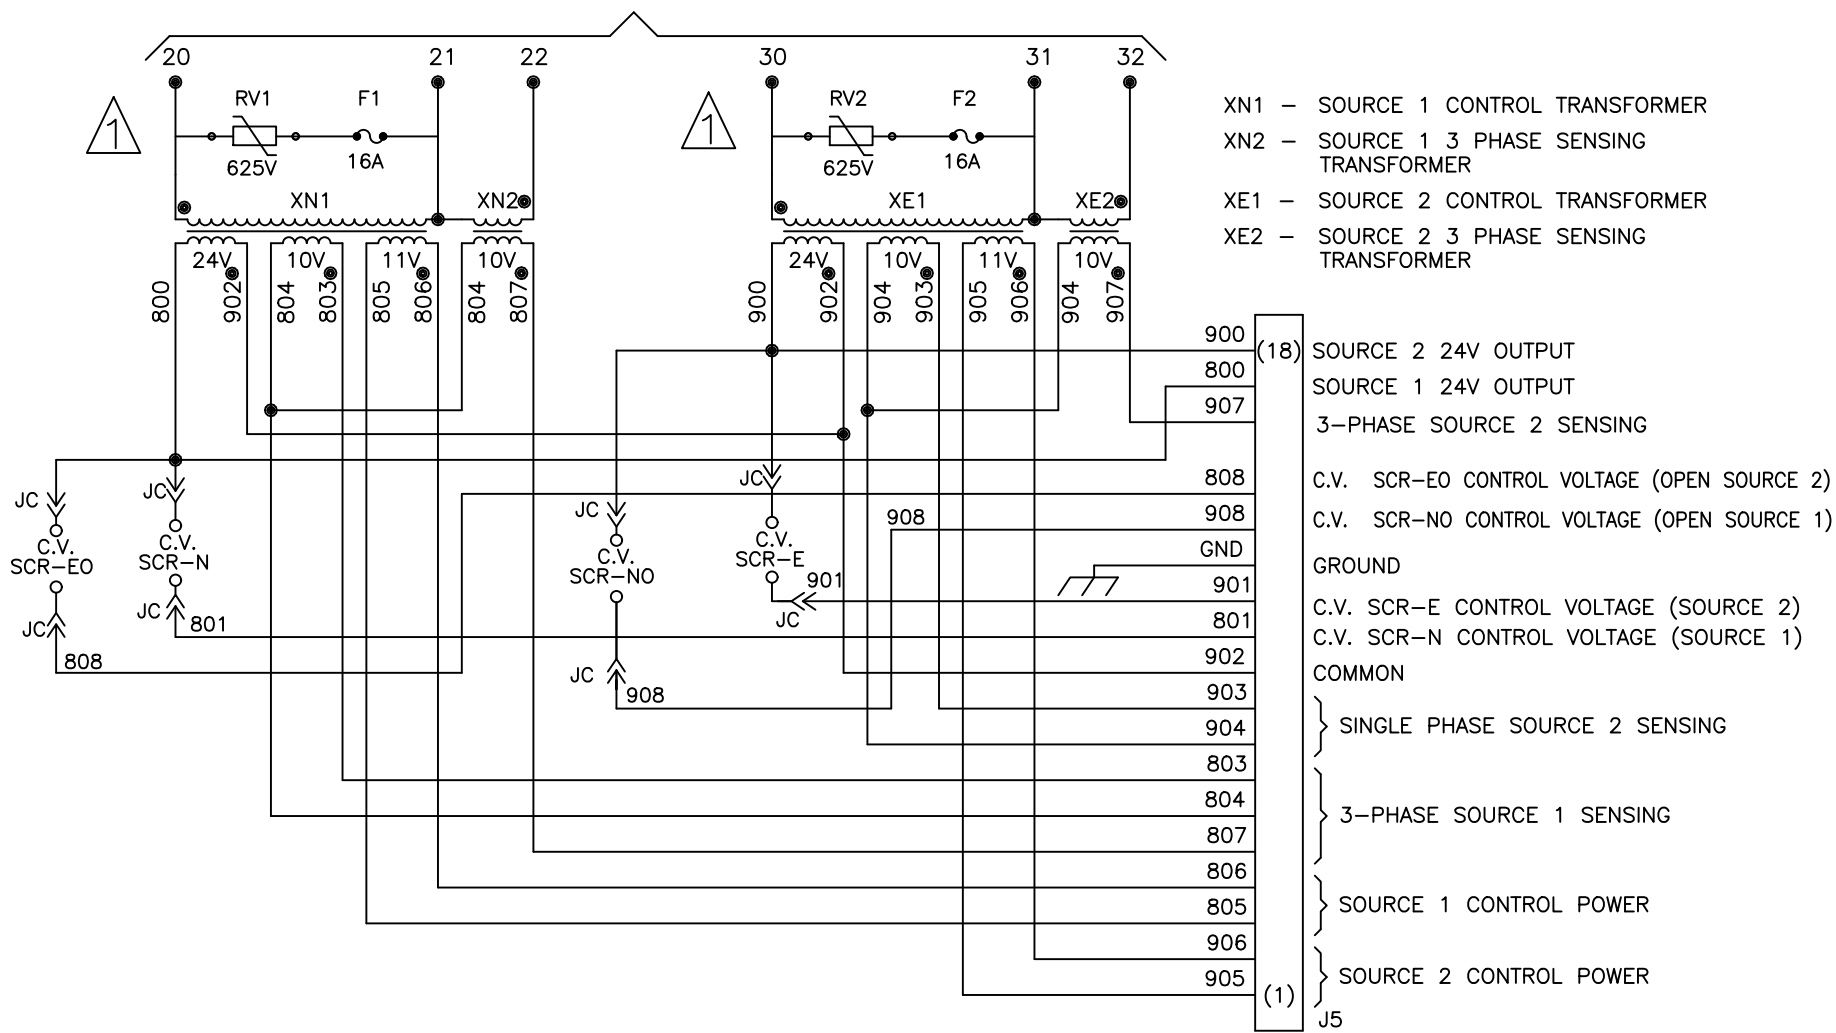 20 21 22 30 31 32
1 RV1 F1 1 RV2 F2
625V 16A 625V 16A
XN1 XN2 XE1 XE2
24V 10V 11V 10V 24V 10V 11V 10V
800 902 804 803 805 806 804 807 900 902 904 903 905 906 904 907
XN1 – SOURCE 1 CONTROL TRANSFORMER
XN2 – SOURCE 1 3 PHASE SENSING
TRANSFORMER
XE1 – SOURCE 2 CONTROL TRANSFORMER
XE2 – SOURCE 2 3 PHASE SENSING
TRANSFORMER
900 (18) SOURCE 2 24V OUTPUT
800 SOURCE 1 24V OUTPUT
907 3–PHASE SOURCE 2 SENSING
808 C.V. SCR–EO CONTROL VOLTAGE (OPEN SOURCE 2)
908 908 C.V. SCR–NO CONTROL VOLTAGE (OPEN SOURCE 1)
GND GROUND
901 C.V. SCR–E CONTROL VOLTAGE (SOURCE 2)
801 C.V. SCR–N CONTROL VOLTAGE (SOURCE 1)
902 COMMON
903
904 SINGLE PHASE SOURCE 2 SENSING
803
804 3–PHASE SOURCE 1 SENSING
807
806
805 SOURCE 1 CONTROL POWER
906
905 SOURCE 2 CONTROL POWER
(1)
J5
JC
C.V.
SCR–EO
JC
808
JC
C.V.
SCR–N
JC
801
JC
C.V.
SCR–NO
JC
908
JC
C.V.
SCR–E
901
JC